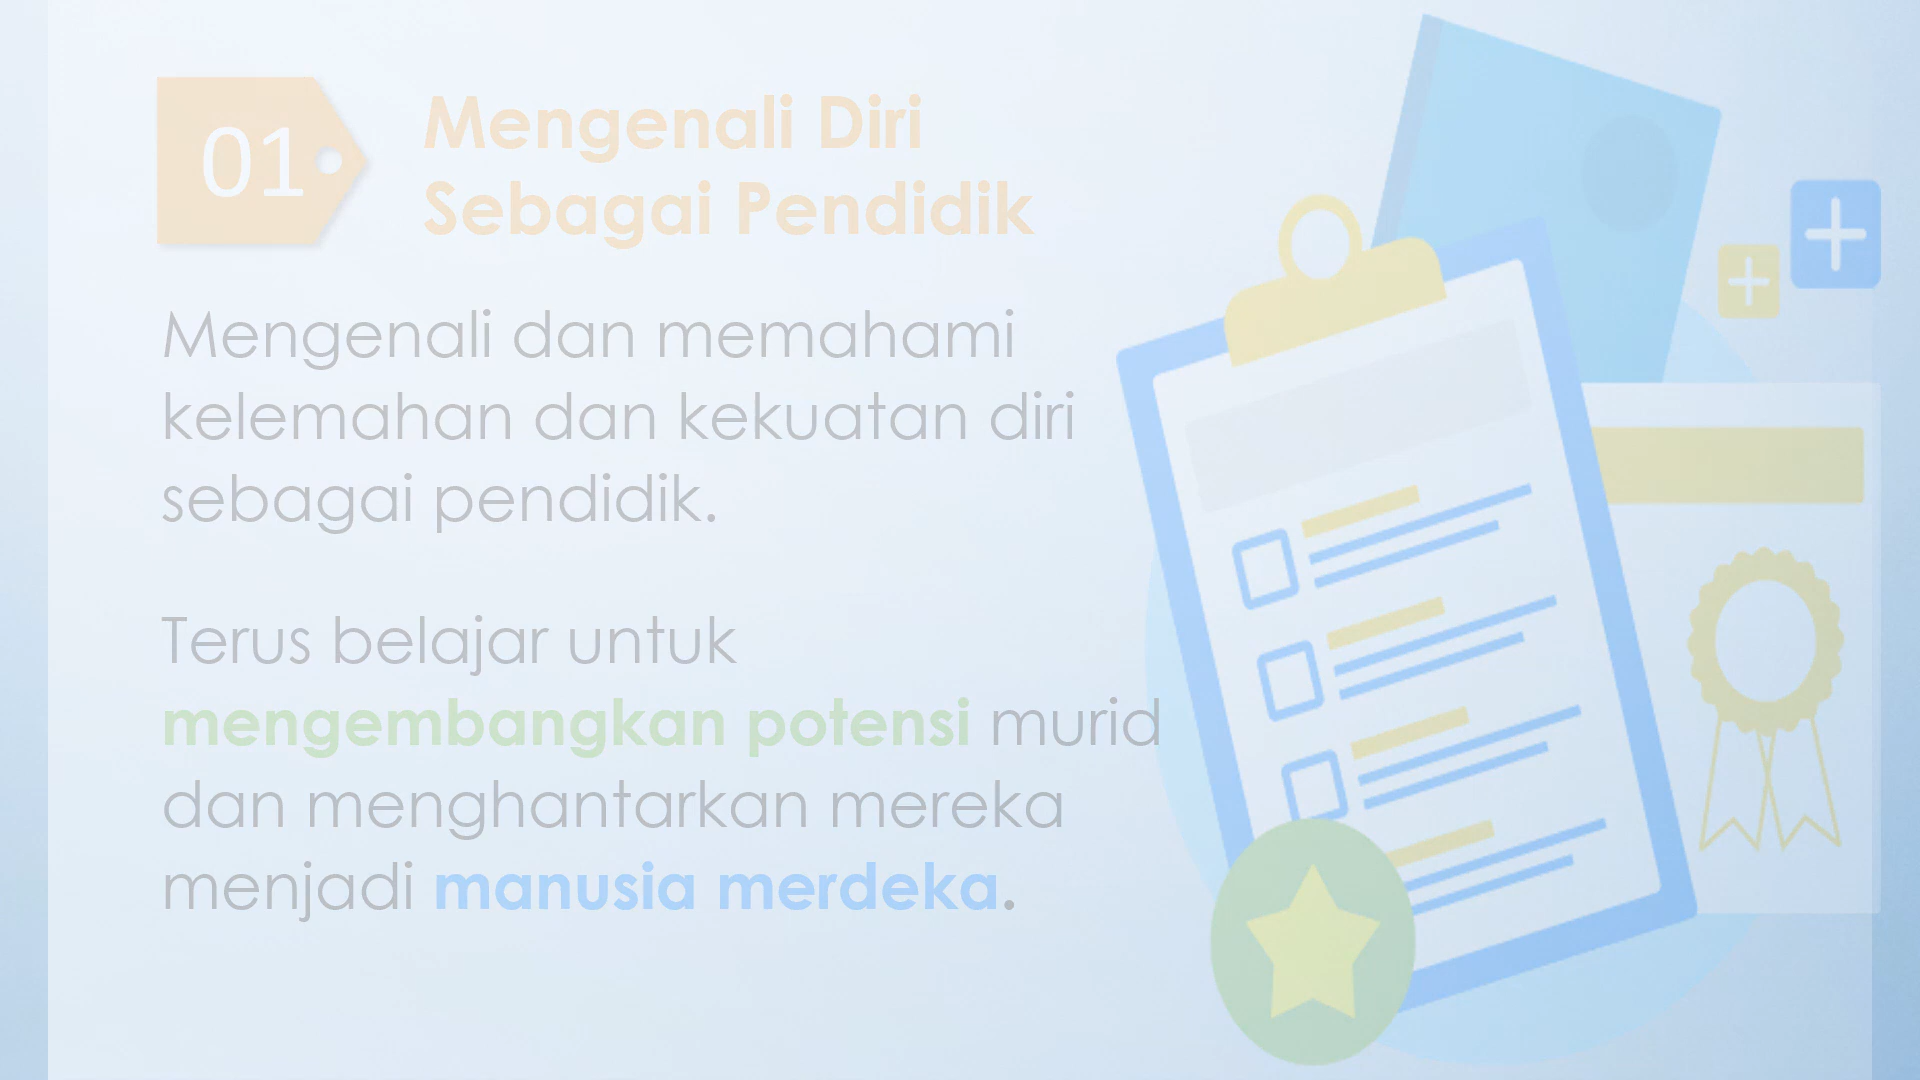 01
Mengenali Diri
Sebagai Pendidik
Mengenali dan memahami
kelemahan dan kekuatan diri
sebagai pendidik.
Terus belajar untuk
mengembangkan potensi murid
dan menghantarkan mereka
menjadi manusia merdeka.